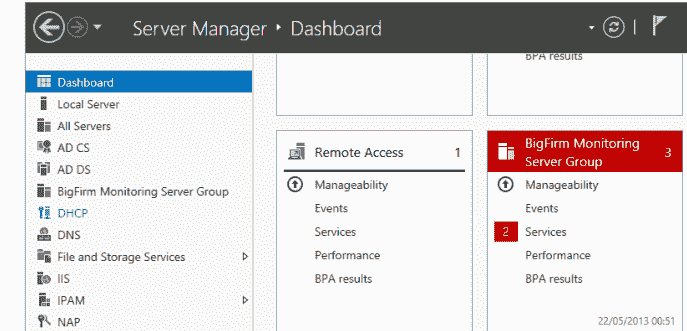 Server Manager ‣ Dashboard
BPA results
BPA results
Dashboard
Local Server
All Servers
AD CS
AD DS
BigFirm Monitoring Server Group
DHCP
DNS
File and Storage Services
IIS
IPAM
NAP
Remote Access 1
Manageability
Events
Services
Performance
BPA results
BigFirm Monitoring
Server Group 3
Manageability
Events
2 Services
Performance
BPA results
22/05/2013 00:51